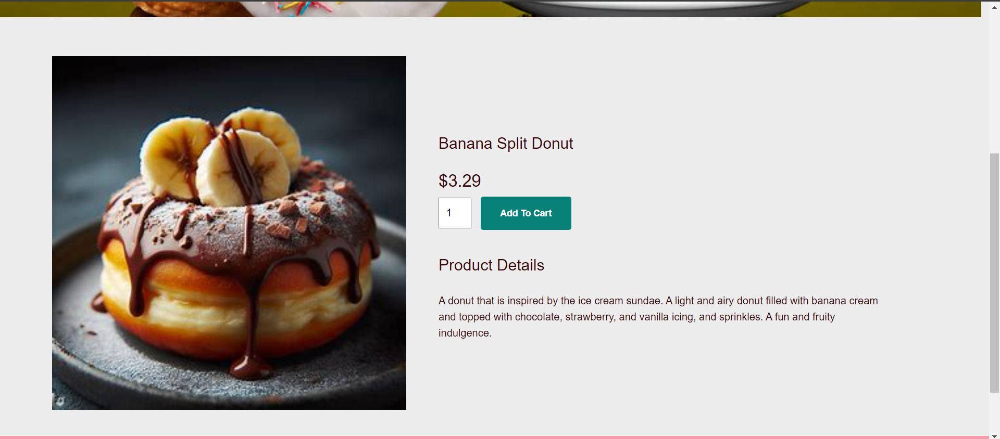 Banana Split Donut
$3.29
1
Add To Cart
Product Details
A donut that is inspired by the ice cream sundae. A light and airy donut filled with banana cream
and topped with chocolate, strawberry, and vanilla icing, and sprinkles. A fun and fruity
indulgence.